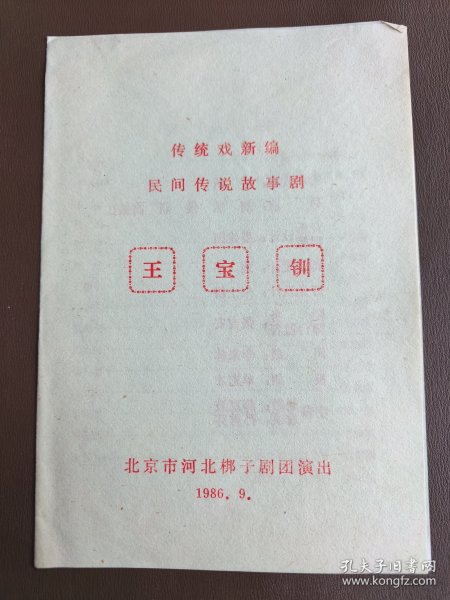 传统戏新编
民间传说故事剧
王宝钏
北京市河北梆子剧团演出
1986.9.
孔夫子旧书网
www.kongfz.com